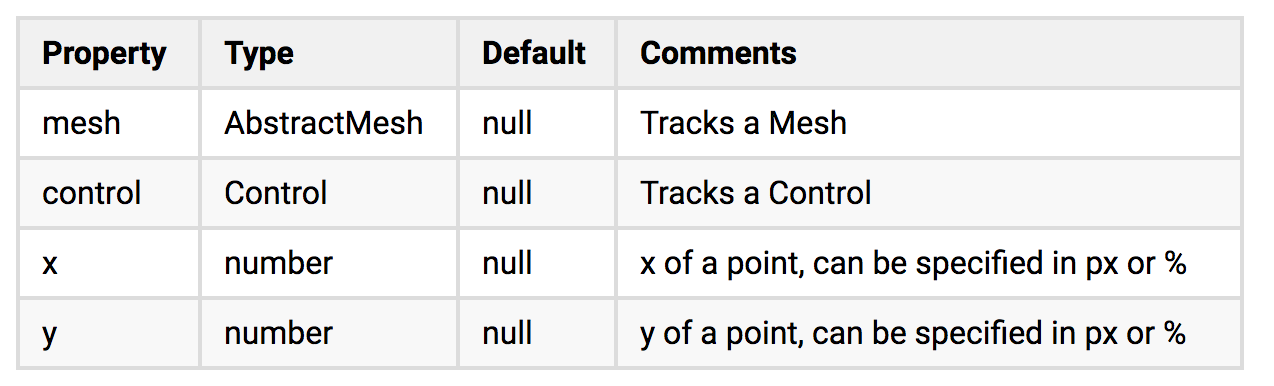 Property Type Default Comments
mesh AbstractMesh null Tracks a Mesh
control Control null Tracks a Control
x number null x of a point, can be specified in px or %
y number null y of a point, can be specified in px or %